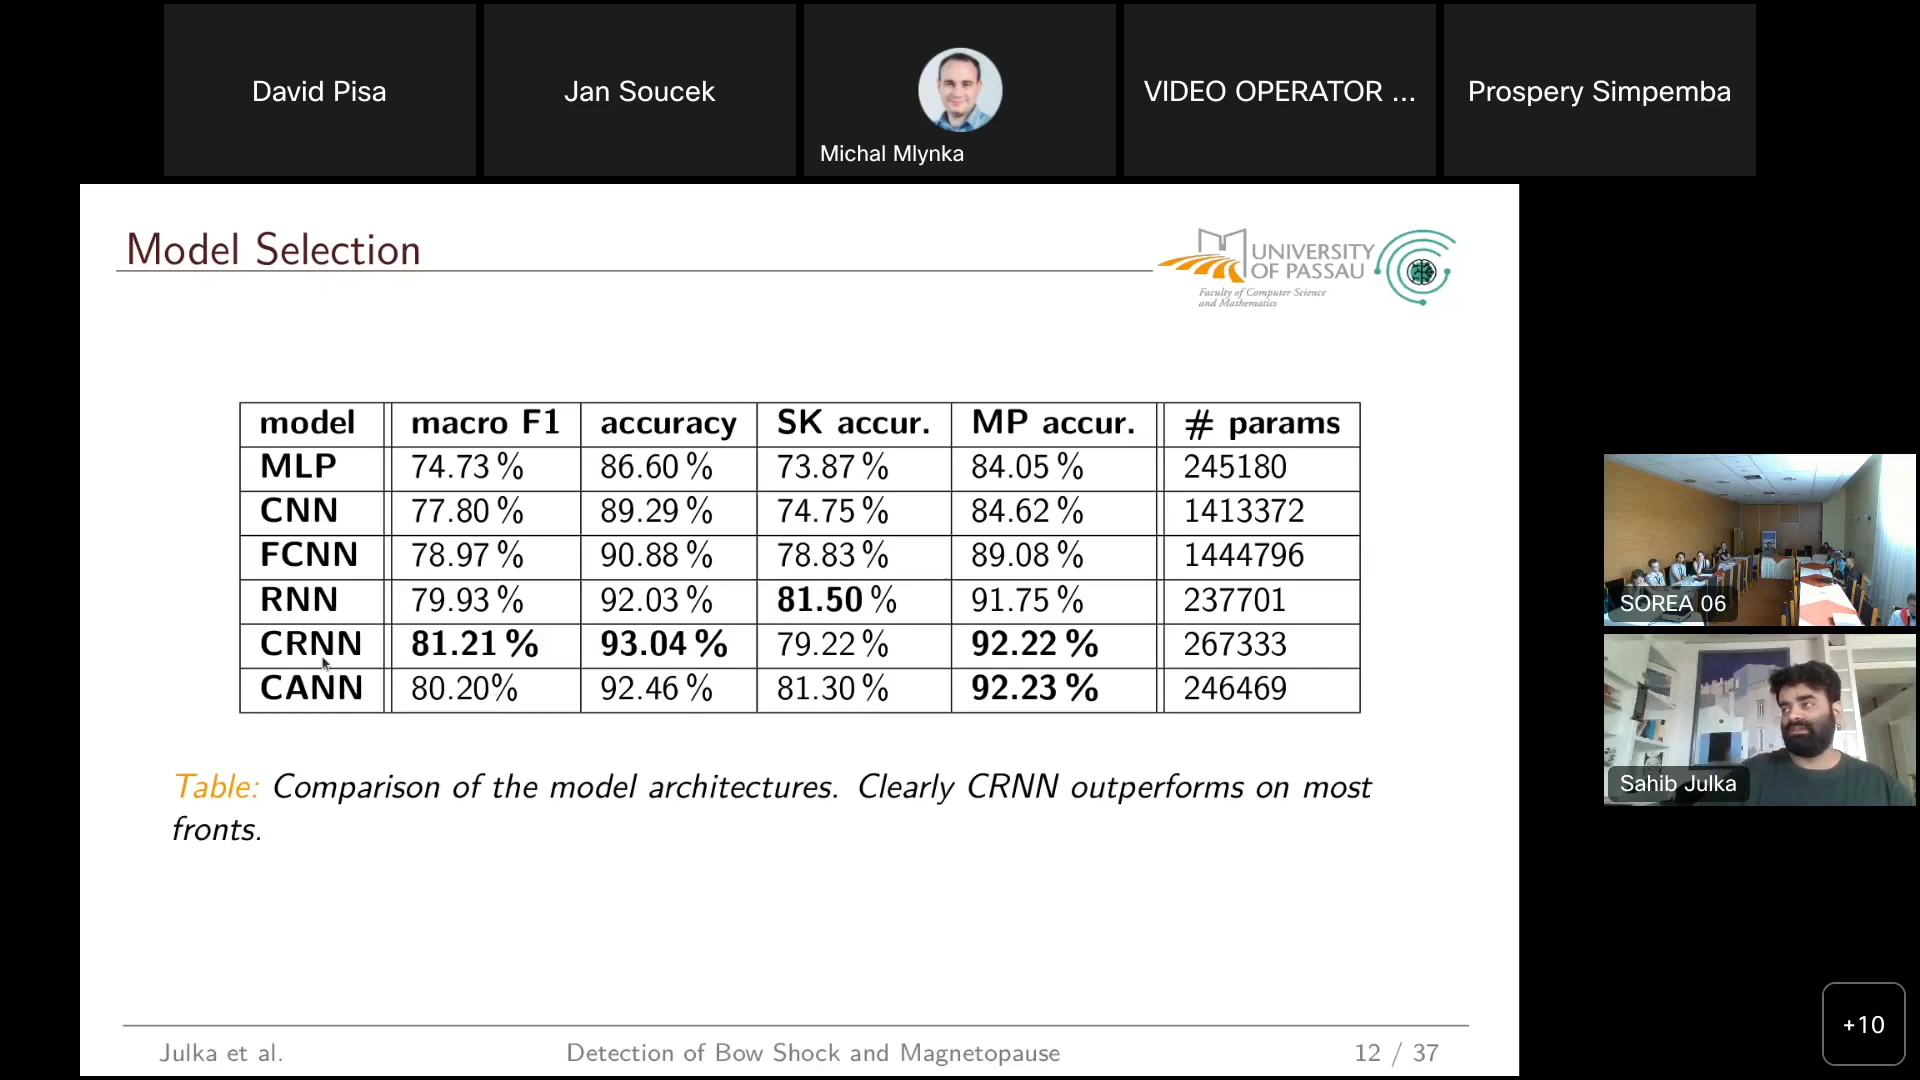 David Pisa
Jan Soucek
Michal Mlynka
VIDEO OPERATOR ...
Prospery Simpemba
Model Selection
UNIVERSITY
OF PASSAU
Faculty of Computer Science
and Mathematics
model macro F1 accuracy SK accur. MP accur. # params
MLP 74.73 % 86.60 % 73.87 % 84.05 % 245180
CNN 77.80 % 89.29 % 74.75 % 84.62 % 1413372
FCNN 78.97 % 90.88 % 78.83 % 89.08 % 1444796
RNN 79.93 % 92.03 % 81.50 % 91.75 % 237701
CRNN 81.21 % 93.04 % 79.22 % 92.22 % 267333
CANN 80.20% 92.46 % 81.30 % 92.23 % 246469
Table: Comparison of the model architectures. Clearly CRNN outperforms on most
fronts.
Julka et al. Detection of Bow Shock and Magnetopause 12 / 37
SOREA 06
Sahib Julka
+10